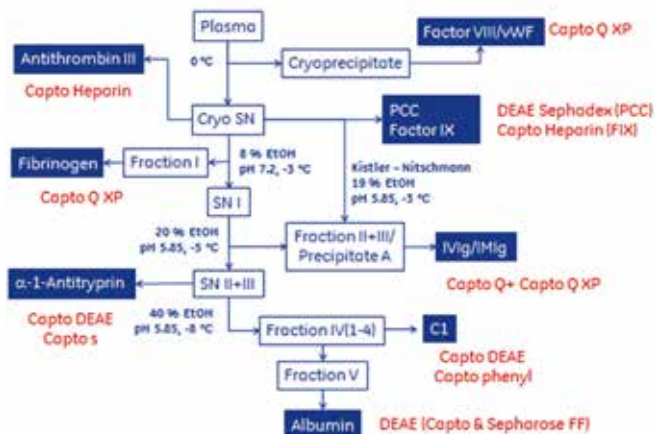 Plasma
Factor VIII/vWF
Capto Q XP
Antithrombin III
0 °C
Cryoprecipitate
Capto Heparin
Cryo SN
PCC
Factor IX
DEAE Sephadex (PCC)
Capto Heparin (FIX)
Fibrinogen
Fraction I
8 % EtOH
pH 7.2, -3 °C
Kistler – Nitschmann
19 % EtOH
pH 5.85, -3 °C
Capto Q XP
SN I
20 % EtOH
pH 5.85, -5 °C
Fraction II+III/
Precipitate A
IVIg/IMIg
Capto Q+ Capto Q XP
α-1-Antitryprin
SN II+III
Capto DEAE
Capto s
40 % EtOH
pH 5.85, -8 °C
Fraction IV(1-4)
C1
Capto DEAE
Capto phenyl
Fraction V
Albumin
DEAE (Capto & Sepharose FF)